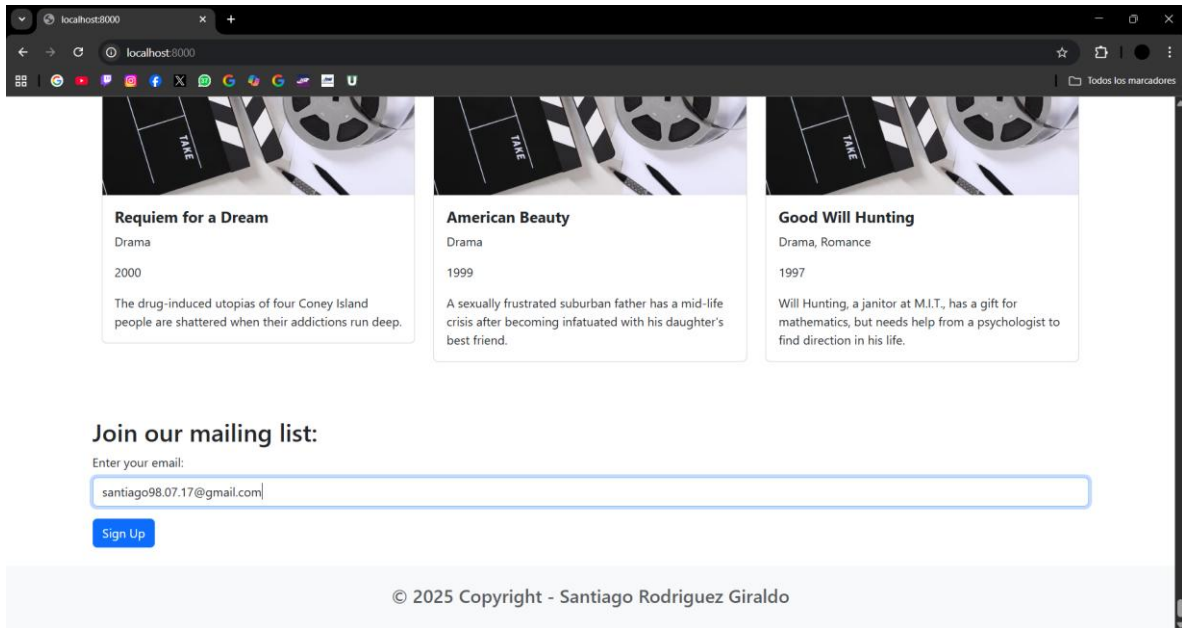 localhost:8000
localhost:8000
Todos los marcadores
TAKE
TAKE
TAKE
Requiem for a Dream
Drama
2000
The drug-induced utopias of four Coney Island
people are shattered when their addictions run deep.
American Beauty
Drama
1999
A sexually frustrated suburban father has a mid-life
crisis after becoming infatuated with his daughter's
best friend.
Good Will Hunting
Drama, Romance
1997
Will Hunting, a janitor at M.I.T., has a gift for
mathematics, but needs help from a psychologist to
find direction in his life.
Join our mailing list:
Enter your email:
santiago98.07.17@gmail.com
Sign Up
© 2025 Copyright - Santiago Rodriguez Giraldo